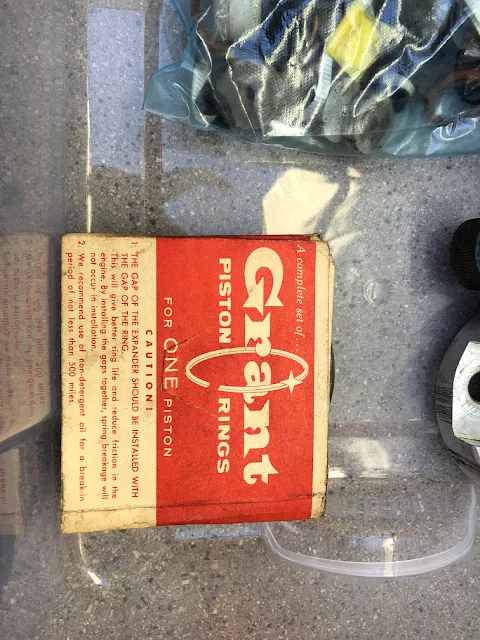 A complete set of...
Grant
PISTON RINGS
FOR ONE PISTON
CAUTION!
1. THE GAP OF THE EXPANDER SHOULD BE INSTALLED WITH
THE GAP OF THE RING.
This will give better ring life and reduce friction in the
engine. By installing the gaps together, spring breakage will
not occur in installation.
2. We recommend use of non-detergent oil for a break-in
period of not less than 500 miles.